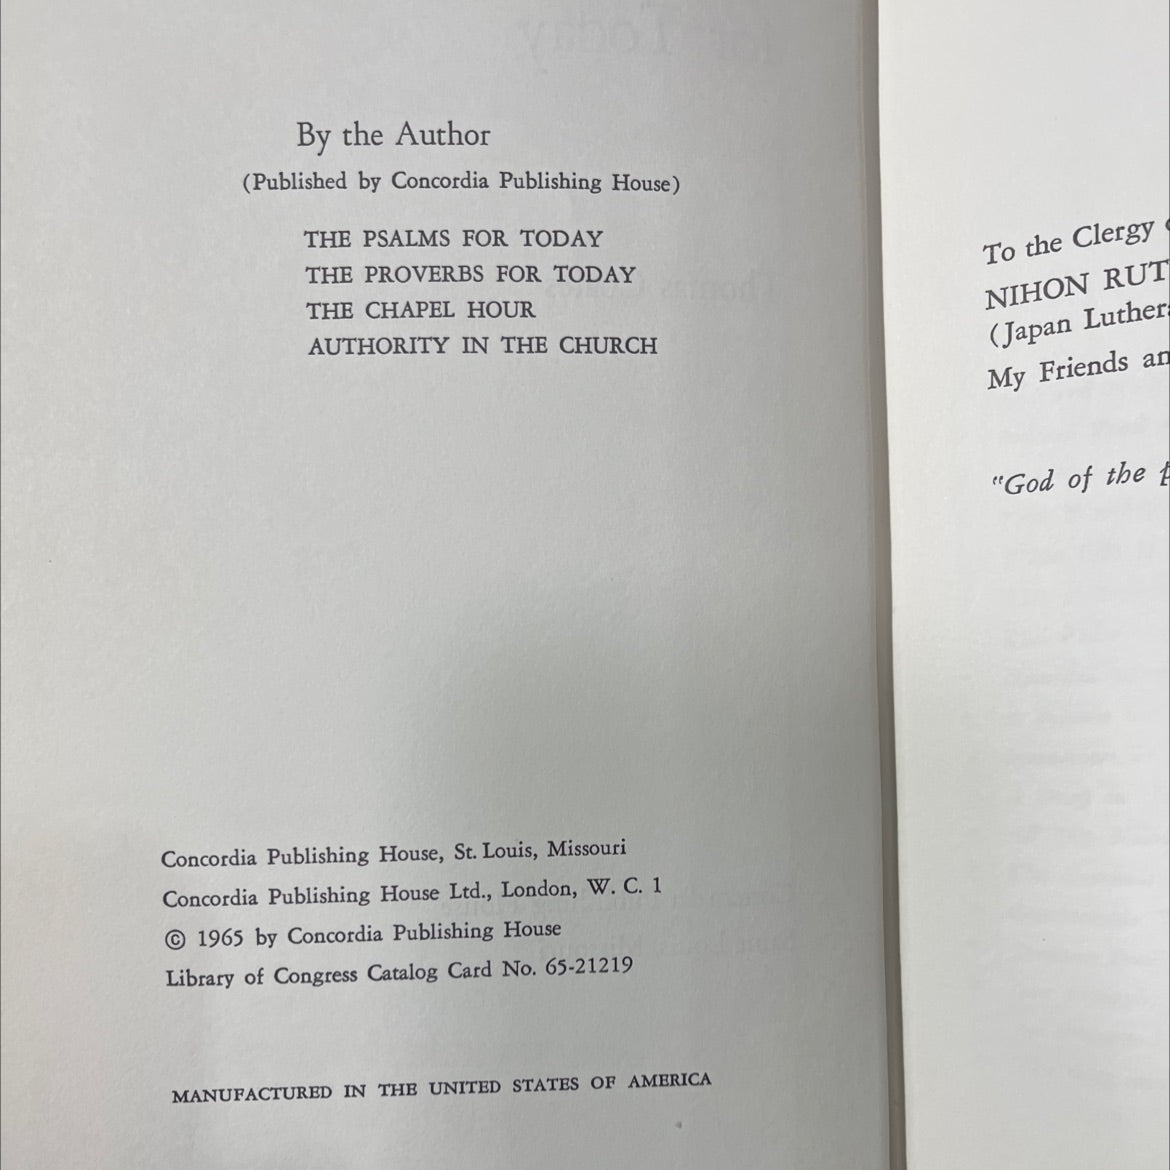 By the Author
(Published by Concordia Publishing House)
THE PSALMS FOR TODAY
THE PROVERBS FOR TODAY
THE CHAPEL HOUR
AUTHORITY IN THE CHURCH
Concordia Publishing House, St. Louis, Missouri
Concordia Publishing House Ltd., London, W. C. 1
© 1965 by Concordia Publishing House
Library of Congress Catalog Card No. 65-21219
MANUFACTURED IN THE UNITED STATES OF AMERICA
To the Clergy
NIHON RUT
(Japan Luthera
My Friends an
"God of the